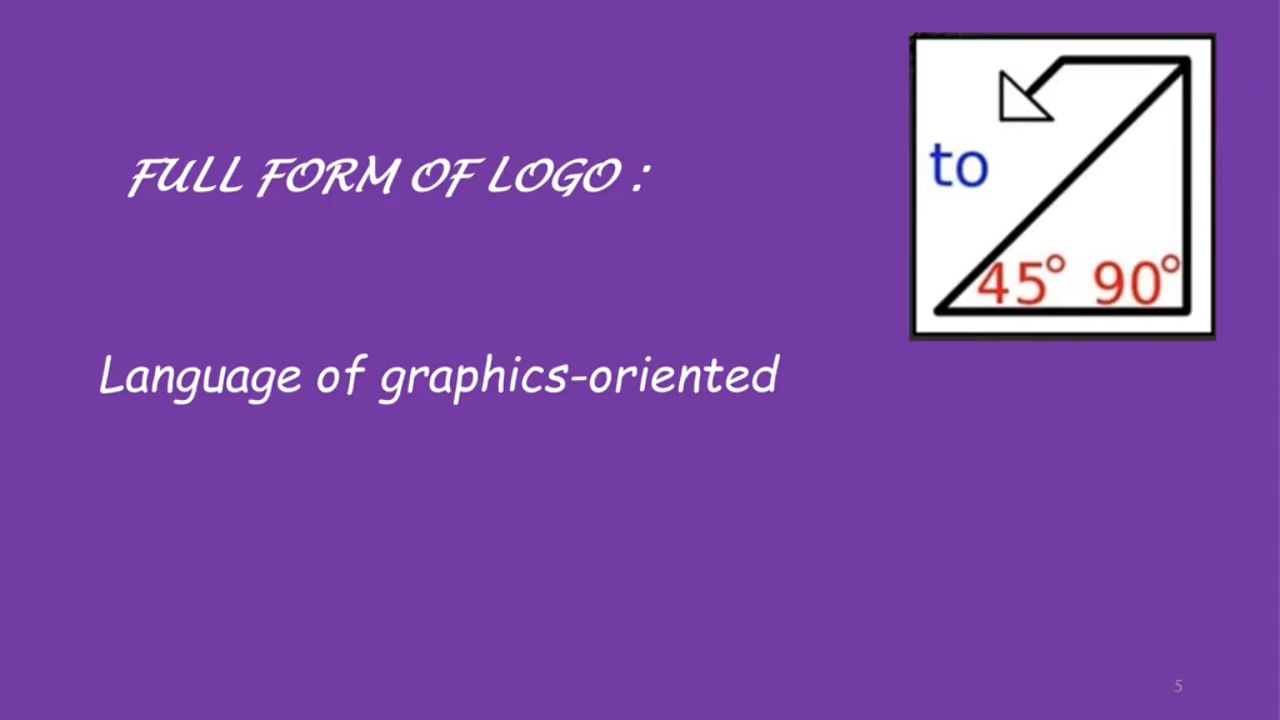 FULL FORM OF LOGO :
to
45° 90°
Language of graphics-oriented
5